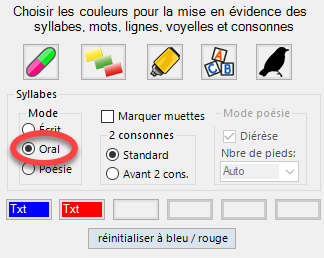 Choisir les couleurs pour la mise en évidence des
syllabes, mots, lignes, voyelles et consonnes
A
B C
Syllabes
Mode
Écrit
Oral
Poésie
Marquer muettes
2 consonnes
Standard
Avant 2 cons.
Mode poésie
Diérèse
Nbre de pieds:
Auto
Txt Txt
réinitialiser à bleu / rouge